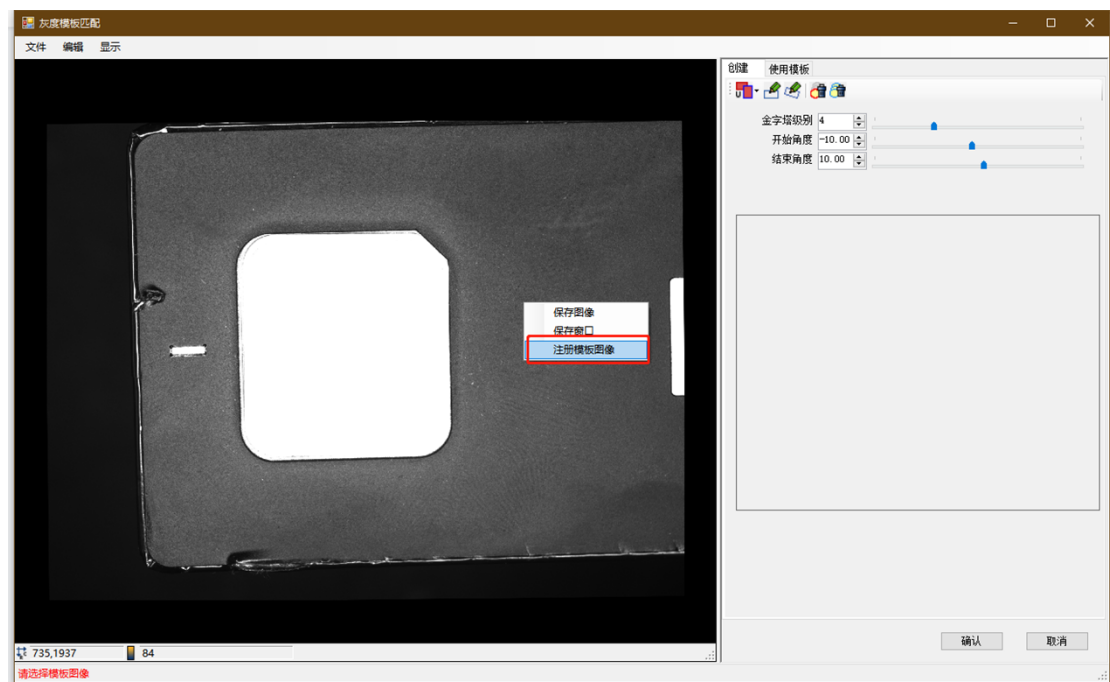 灰度模板匹配
文件 编辑 显示
创建 使用模板
金字塔级别 4
开始角度 -10.00
结束角度 10.00
保存图像
保存窗口
注册模板图像
确认 取消
735,1937 84
请选择模板图像